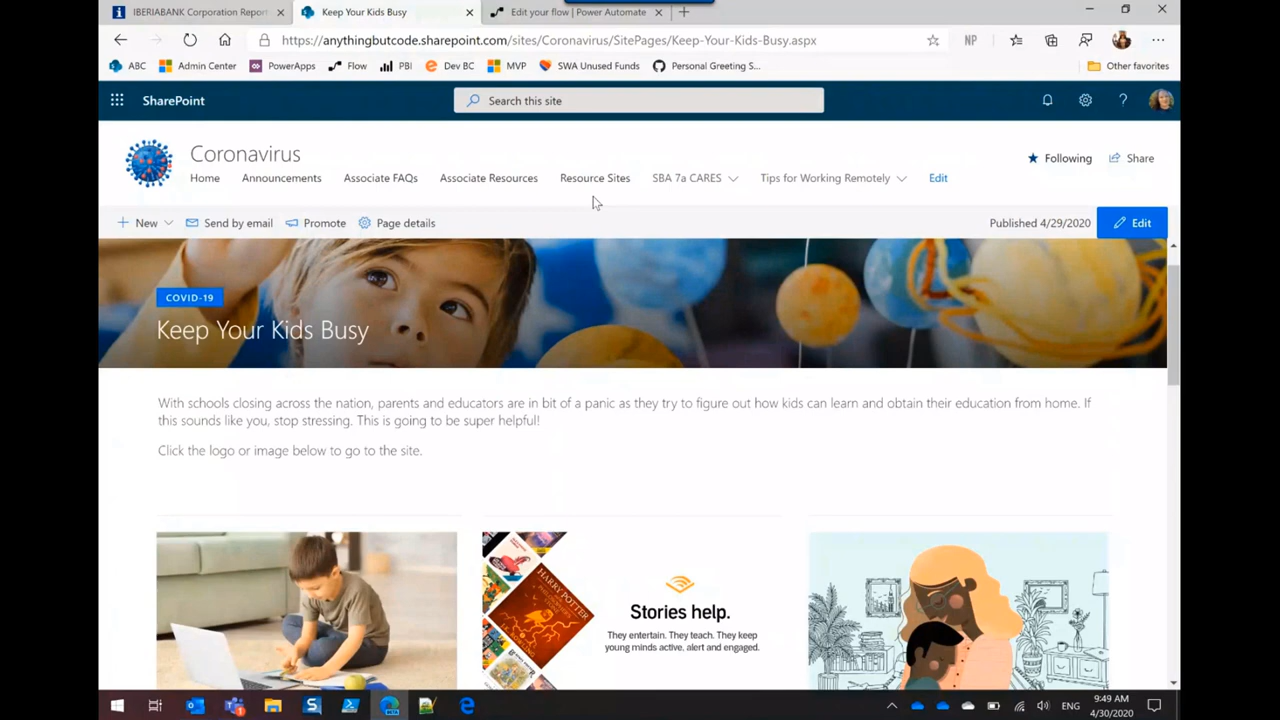 IBERIABANK Corporation Report
Keep Your Kids Busy
Edit your flow | Power Automate
https://anythingbutcode.sharepoint.com/sites/Coronavirus/SitePages/Keep-Your-Kids-Busy.aspx
NP
ABC
Admin Center
PowerApps
Flow
PBI
Dev BC
MVP
SWA Unused Funds
Personal Greeting S...
Other favorites
SharePoint
Search this site
Coronavirus
Following
Share
Home
Announcements
Associate FAQs
Associate Resources
Resource Sites
SBA 7a CARES
Tips for Working Remotely
Edit
New
Send by email
Promote
Page details
Published 4/29/2020
Edit
COVID-19
Keep Your Kids Busy
With schools closing across the nation, parents and educators are in bit of a panic as they try to figure out how kids can learn and obtain their education from home. If
this sounds like you, stop stressing. This is going to be super helpful!
Click the logo or image below to go to the site.
HARRY POTTER
Stories help.
They entertain. They teach. They keep
young minds active, alert and engaged.
ENG
9:49 AM
4/30/2020